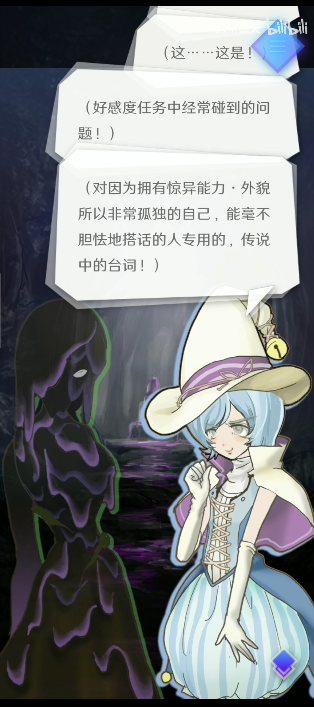 bilibili
（这……这是！）
（好感度任务中经常碰到的问
题！）
（对因为拥有惊异能力·外貌
所以非常孤独的自己，能毫不
胆怯地搭话的人专用的，传说
中的台词！）